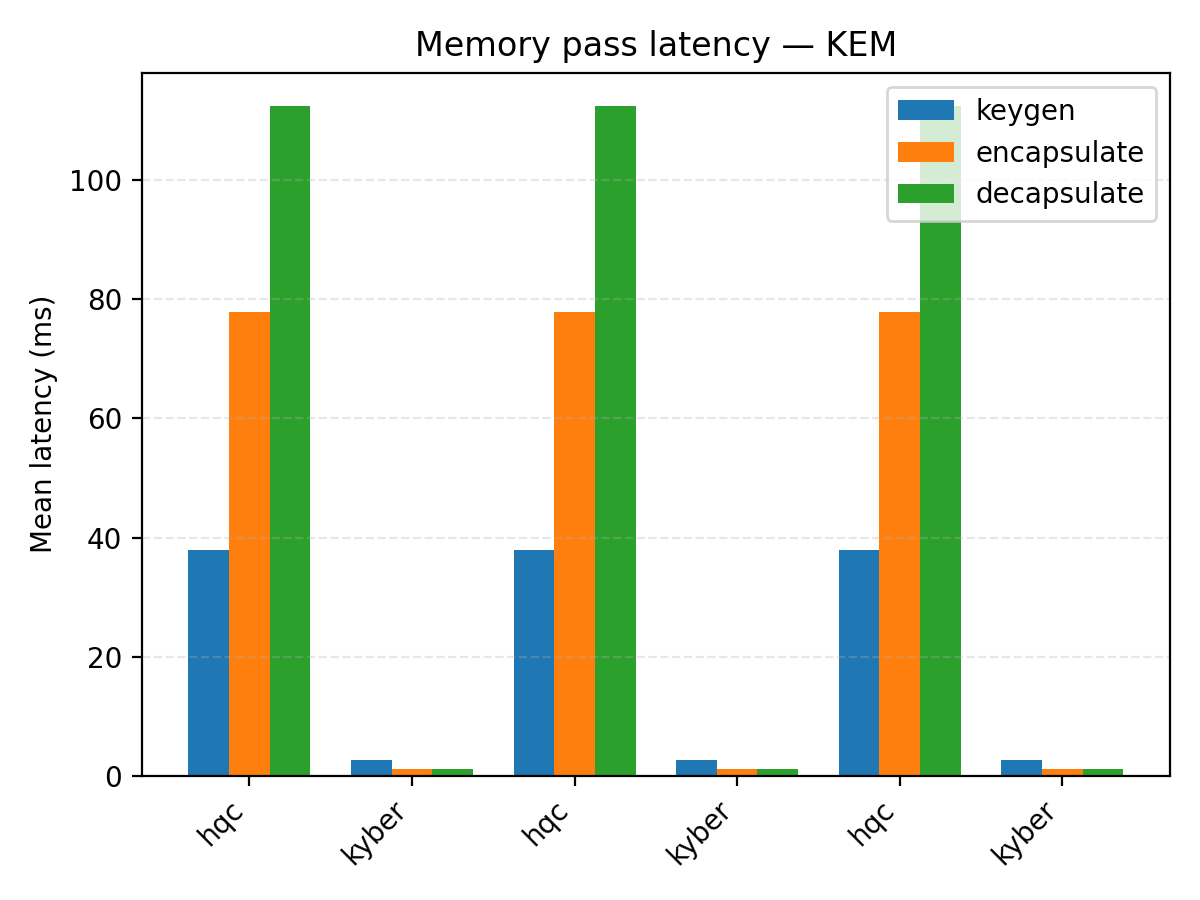 Memory pass latency — KEM
keygen
encapsulate
decapsulate
Mean latency (ms)
100
80
60
40
20
0
hqc
kyber
hqc
kyber
hqc
kyber